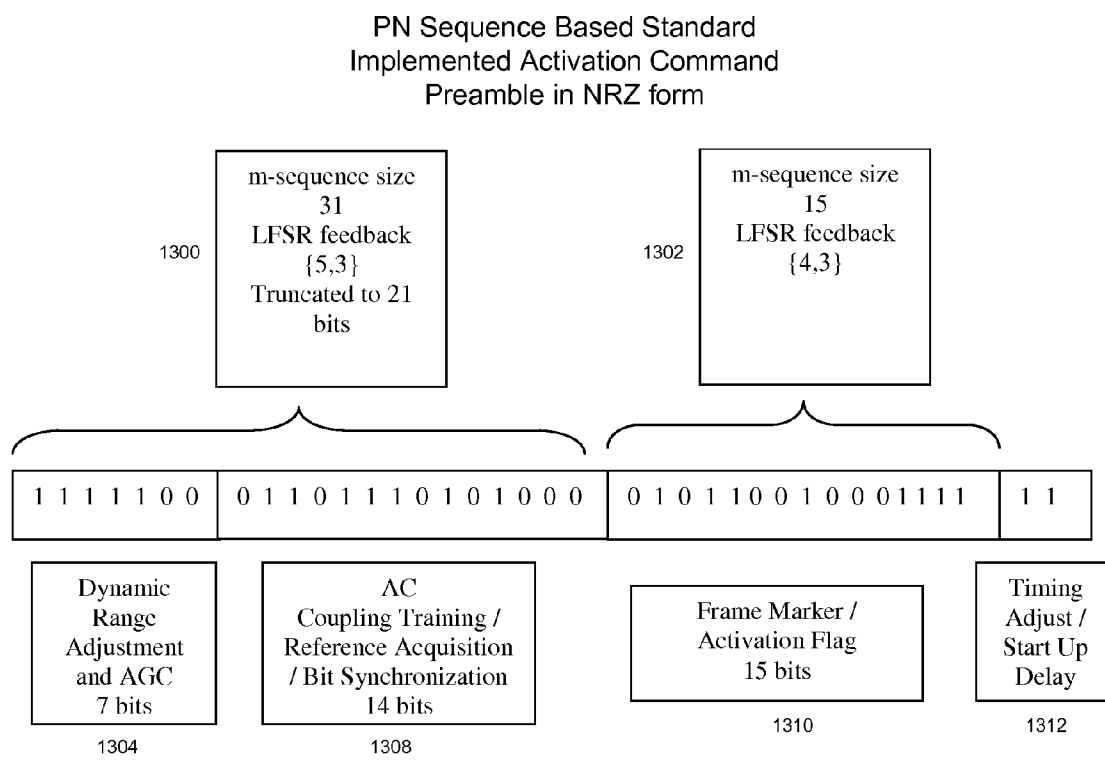 PN Sequence Based Standard
Implemented Activation Command
Preamble in NRZ form
m-sequence size
31
LFSR feedback
{5,3}
Truncated to 21
bits
1300
m-sequence size
15
LFSR feedback
{4,3}
1302
1 1 1 1 1 0 0
0 1 1 0 1 1 1 0 1 0 1 0 0 0
0 1 0 1 1 0 0 1 0 0 0 1 1 1 1
1 1
Dynamic
Range
Adjustment
and AGC
7 bits
1304
AC
Coupling Training /
Reference Acquisition
/ Bit Synchronization
14 bits
1308
Frame Marker /
Activation Flag
15 bits
1310
Timing
Adjust /
Start Up
Delay
1312